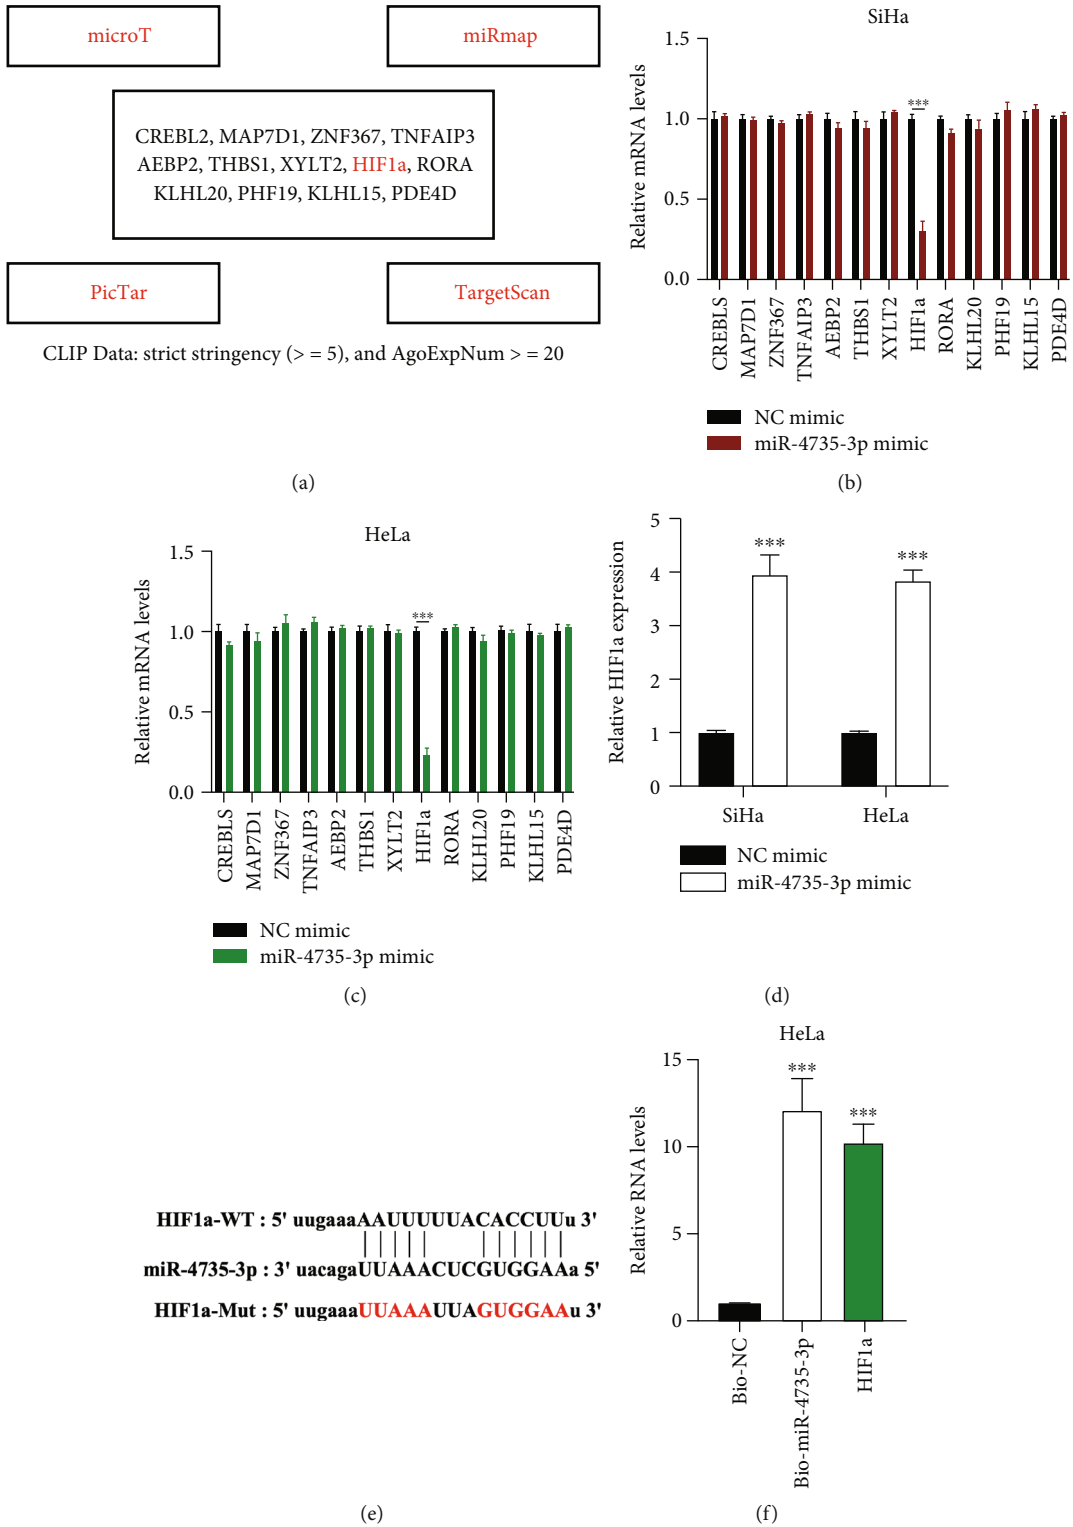 microT
miRmap
CREBL2, MAP7D1, ZNF367, TNFAIP3
AEBP2, THBS1, XYLT2, HIF1a, RORA
KLHL20, PHF19, KLHL15, PDE4D
PicTar
TargetScan
CLIP Data: strict stringency (> = 5), and AgoExpNum > = 20
(a)
SiHa
Relative mRNA levels
1.5
1.0
0.5
0.0
***
CREBLS
MAP7D1
ZNF367
TNFAIP3
AEBP2
THBS1
XYLT2
HIF1a
RORA
KLHL20
PHF19
KLHL15
PDE4D
NC mimic
miR-4735-3p mimic
(b)
HeLa
Relative mRNA levels
1.5
1.0
0.5
0.0
***
CREBLS
MAP7D1
ZNF367
TNFAIP3
AEBP2
THBS1
XYLT2
HIF1a
RORA
KLHL20
PHF19
KLHL15
PDE4D
NC mimic
miR-4735-3p mimic
(c)
Relative HIF1a expression
5
4
3
2
1
0
***
***
SiHa
HeLa
NC mimic
miR-4735-3p mimic
(d)
HIF1a-WT : 5' uugaaaAAUUUUUACACCUUu 3'
miR-4735-3p : 3' uacagaUUAAACUCGUGGAAa 5'
HIF1a-Mut : 5' uugaaaUUAAAUUAGUGGAAu 3'
(e)
HeLa
Relative RNA levels
15
10
5
0
***
***
Bio-NC
Bio-miR-4735-3p
HIF1a
(f)